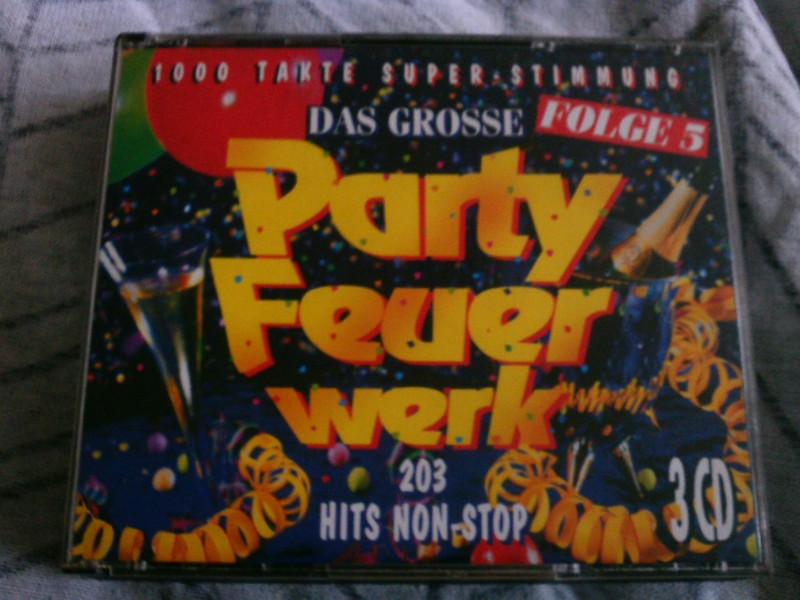 1000 TAKTE SUPER-STIMMUNG
DAS GROSSE FOLGE 5
Party
Feuer
werk
203
HITS NON-STOP
3 CD